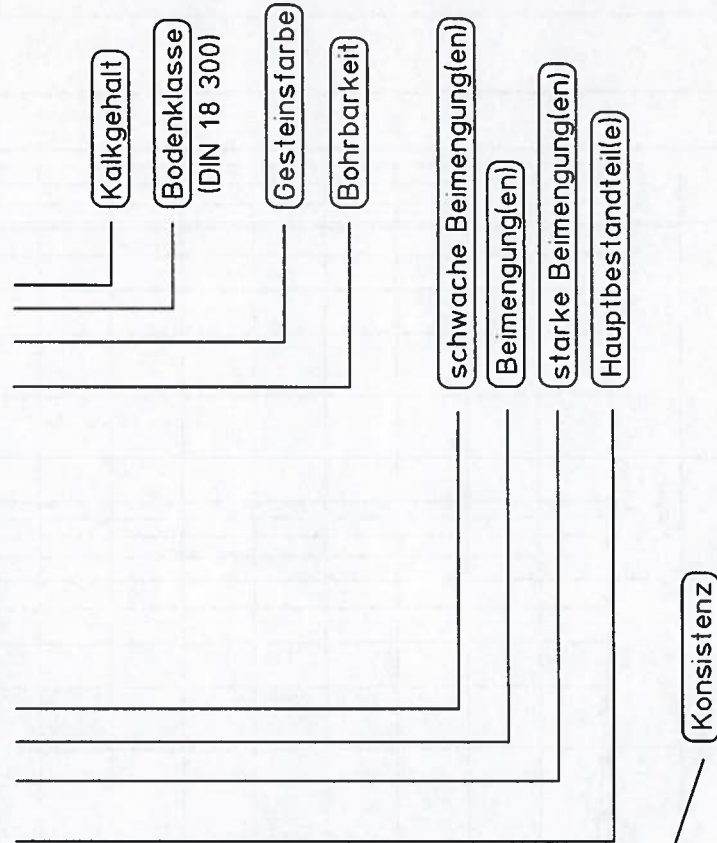 Kalkgehalt
Bodenklasse
(DIN 18 300)
Gesteinsfarbe
Bohrbarkeit
schwache Beimengung(en)
Beimengung(en)
starke Beimengung(en)
Hauptbestandteil(e)
Konsistenz